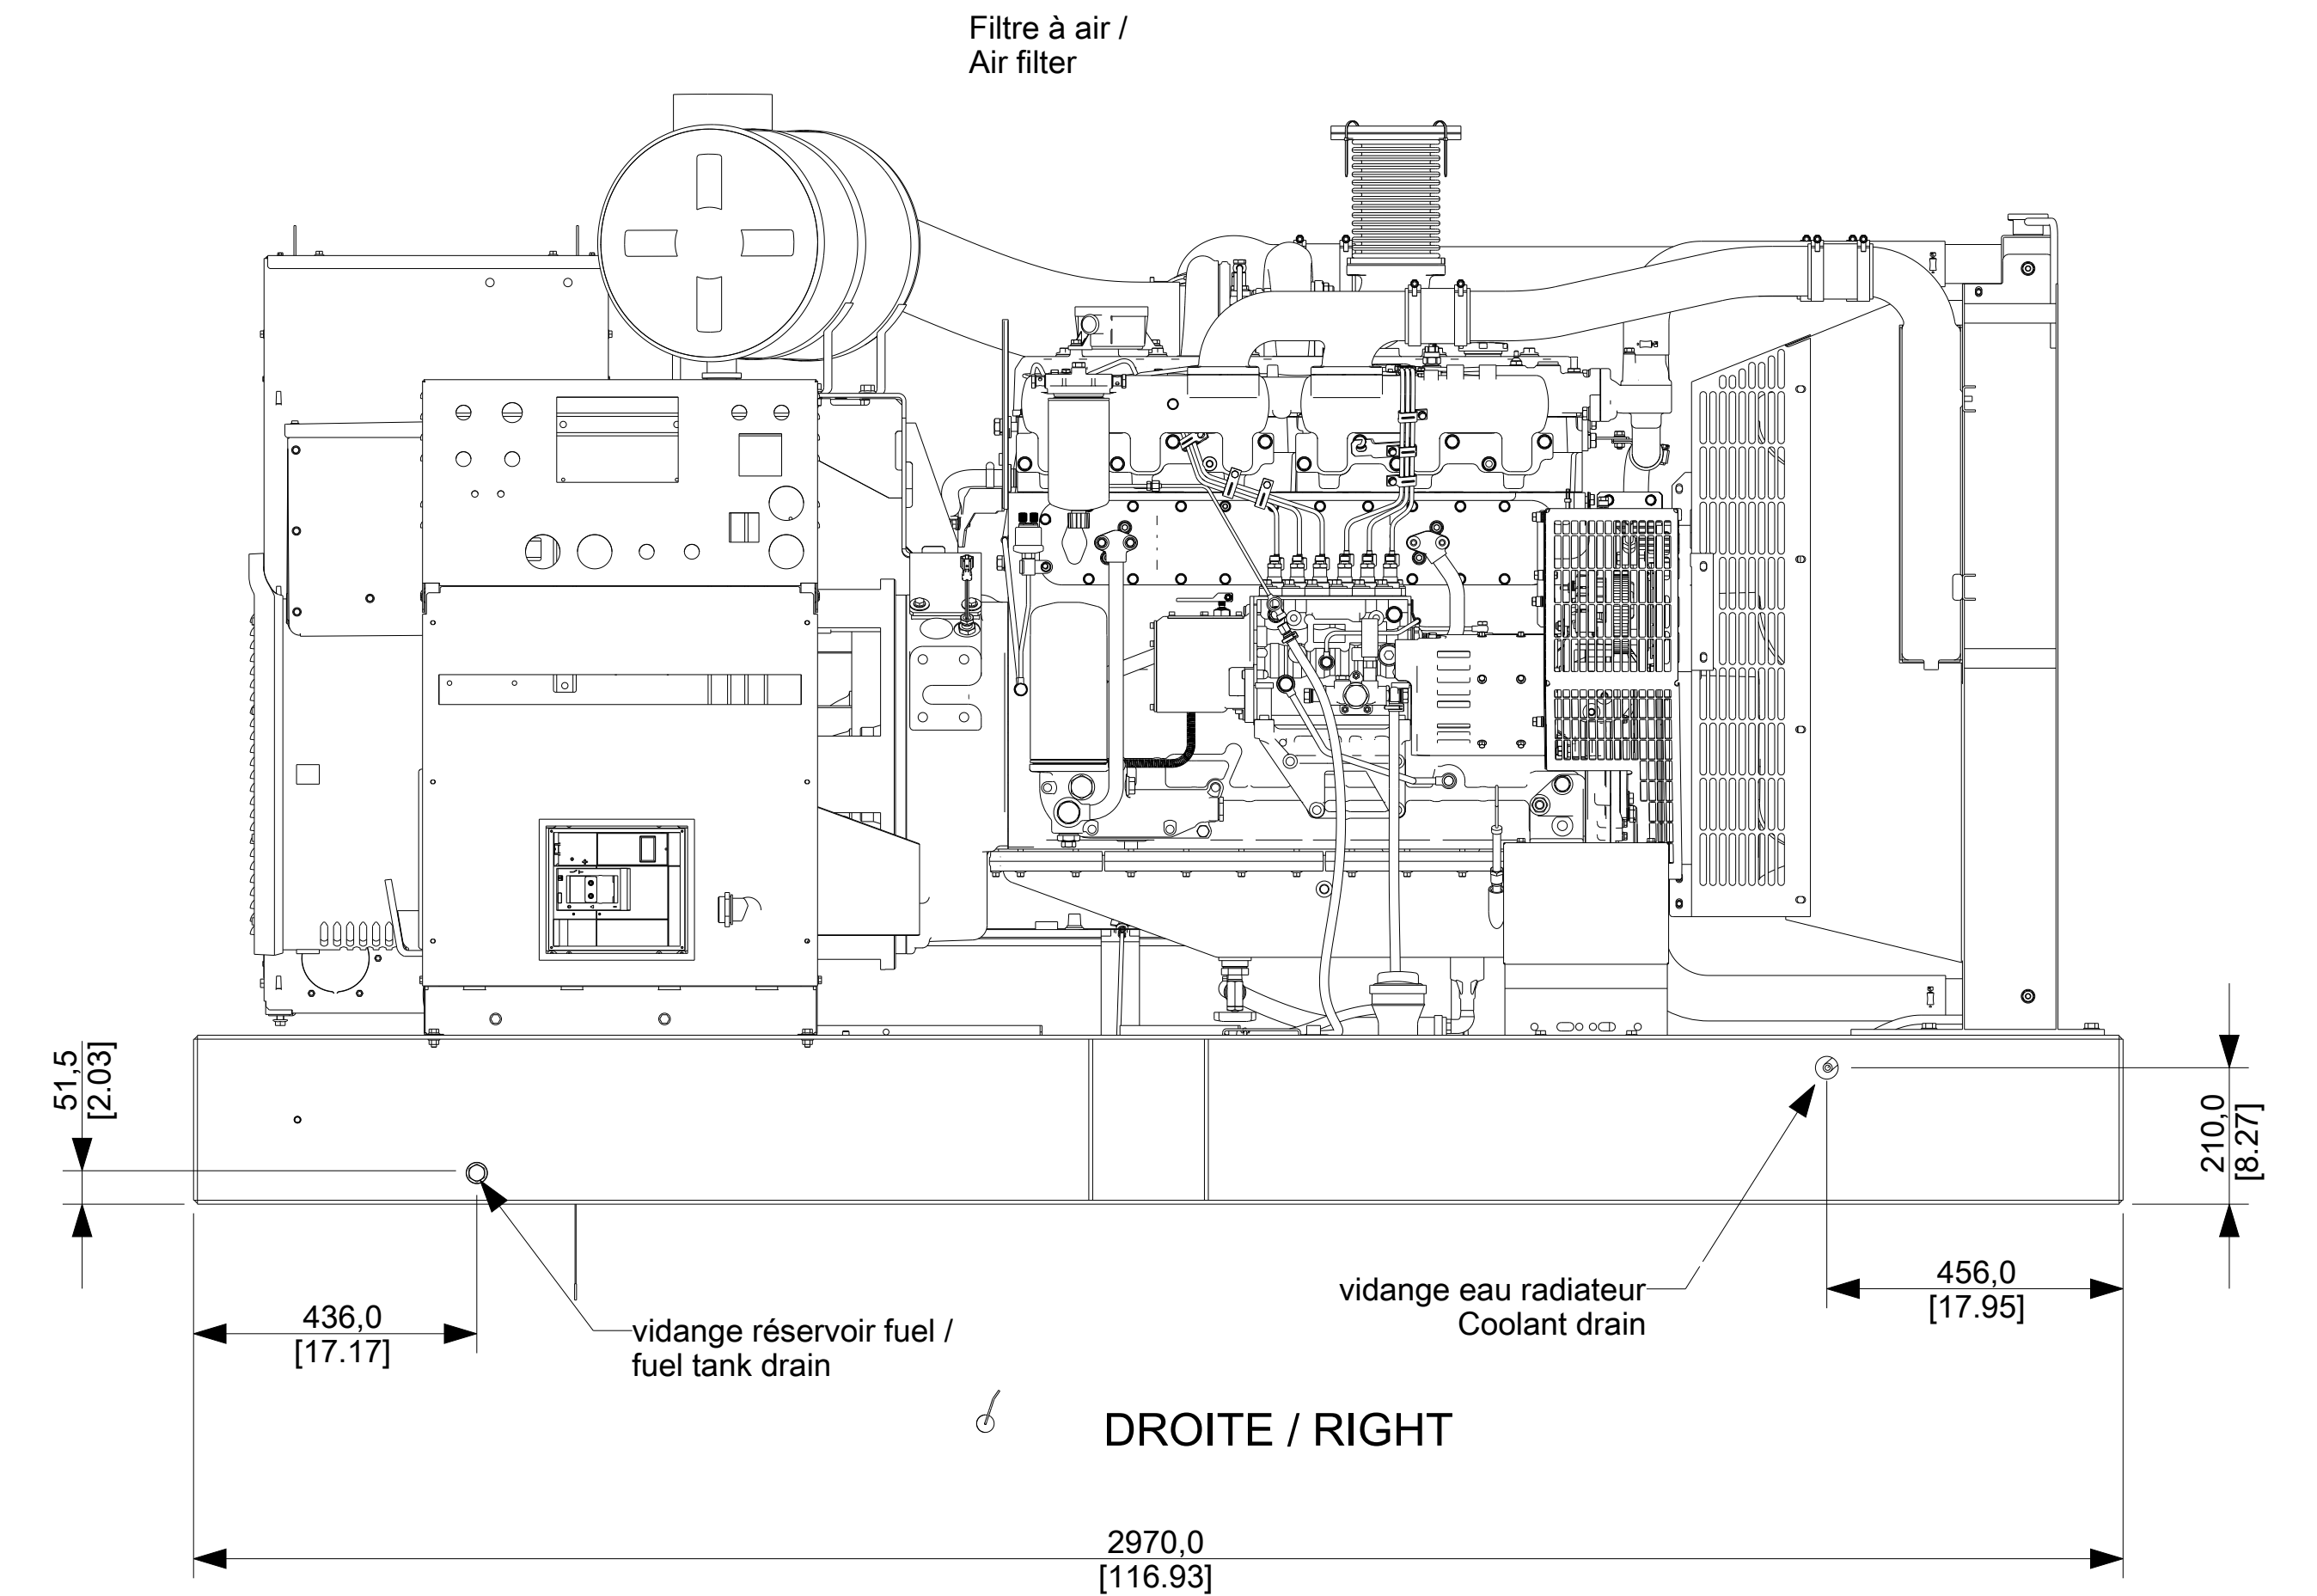 Filtre à air /
Air filter
51,5
[2.03]
210,0
[8.27]
436,0
[17.17]
vidange réservoir fuel /
fuel tank drain
vidange eau radiateur
Coolant drain
456,0
[17.95]
DROITE / RIGHT
2970,0
[116.93]